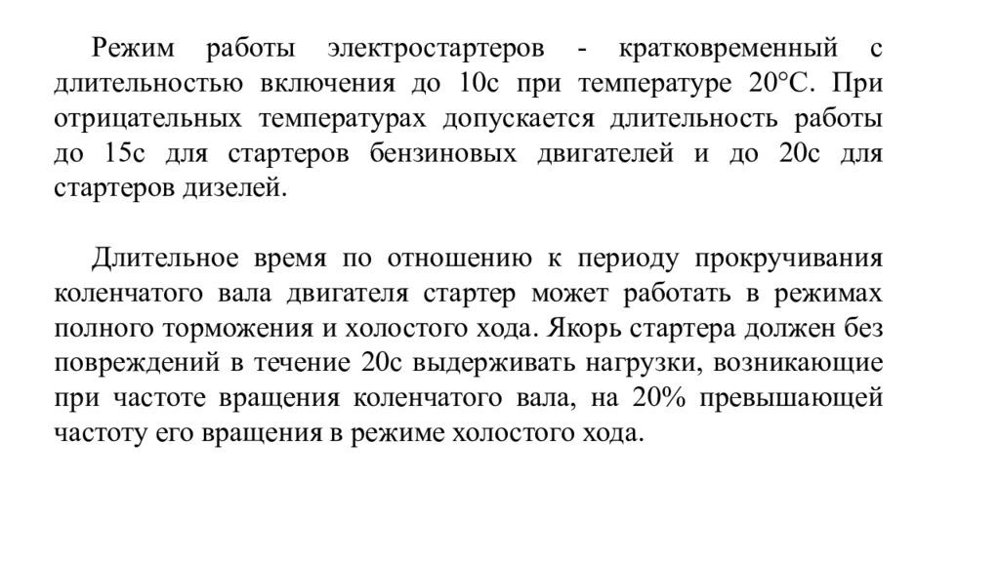 Режим работы электростартеров - кратковременный с
длительностью включения до 10с при температуре 20°С. При
отрицательных температурах допускается длительность работы
до 15с для стартеров бензиновых двигателей и до 20с для
стартеров дизелей.
Длительное время по отношению к периоду прокручивания
коленчатого вала двигателя стартер может работать в режимах
полного торможения и холостого хода. Якорь стартера должен без
повреждений в течение 20с выдерживать нагрузки, возникающие
при частоте вращения коленчатого вала, на 20% превышающей
частоту его вращения в режиме холостого хода.